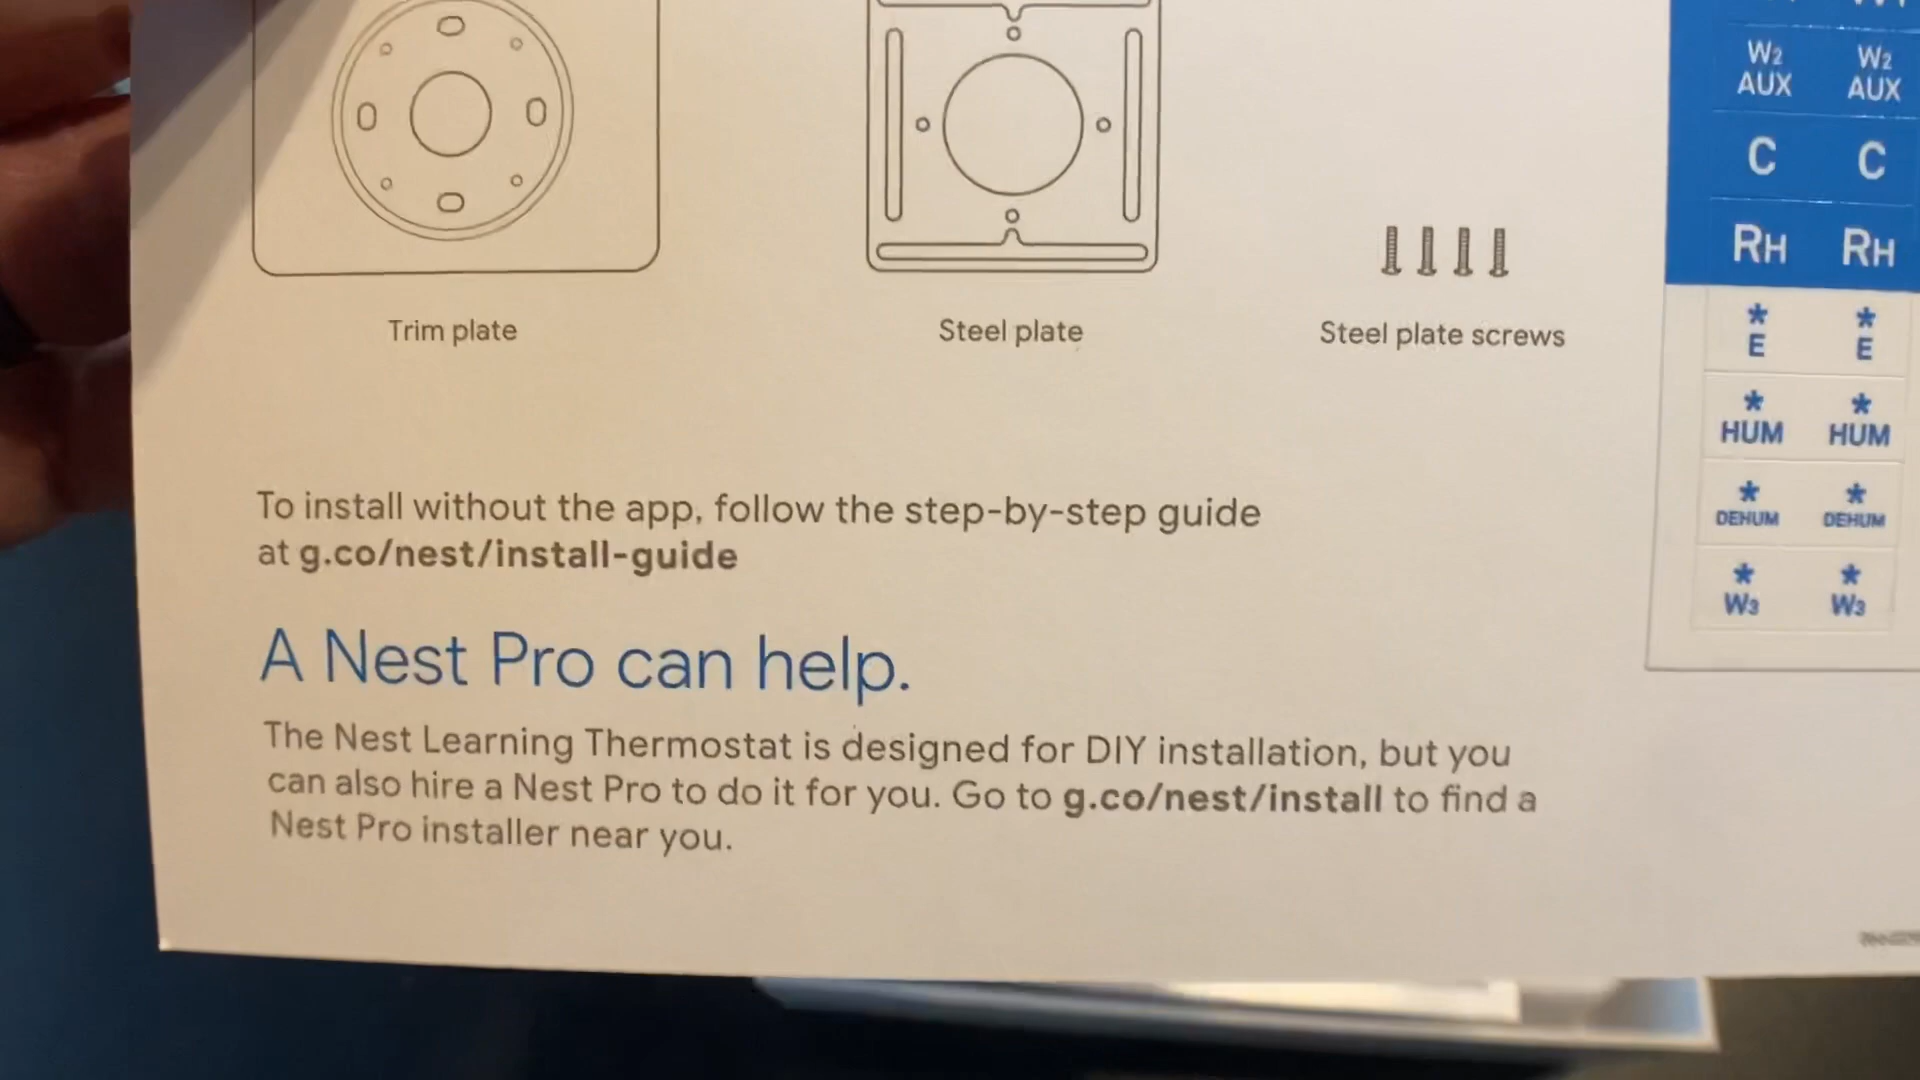 W2 W2
AUX AUX
C C
RH RH
* *
E E
* *
HUM HUM
* *
DEHUM DEHUM
* *
W3 W3
Trim plate
Steel plate
Steel plate screws
To install without the app, follow the step-by-step guide
at g.co/nest/install-guide
A Nest Pro can help.
The Nest Learning Thermostat is designed for DIY installation, but you
can also hire a Nest Pro to do it for you. Go to g.co/nest/install to find a
Nest Pro installer near you.